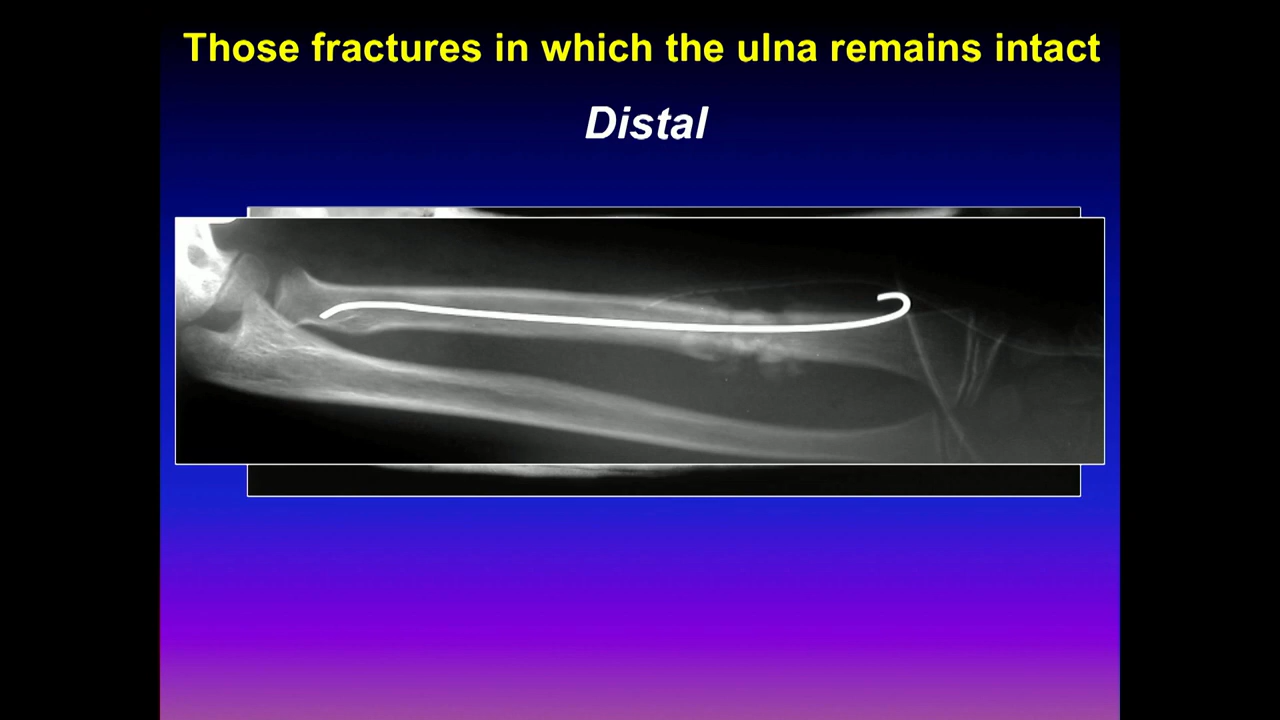 Those fractures in which the ulna remains intact
Distal